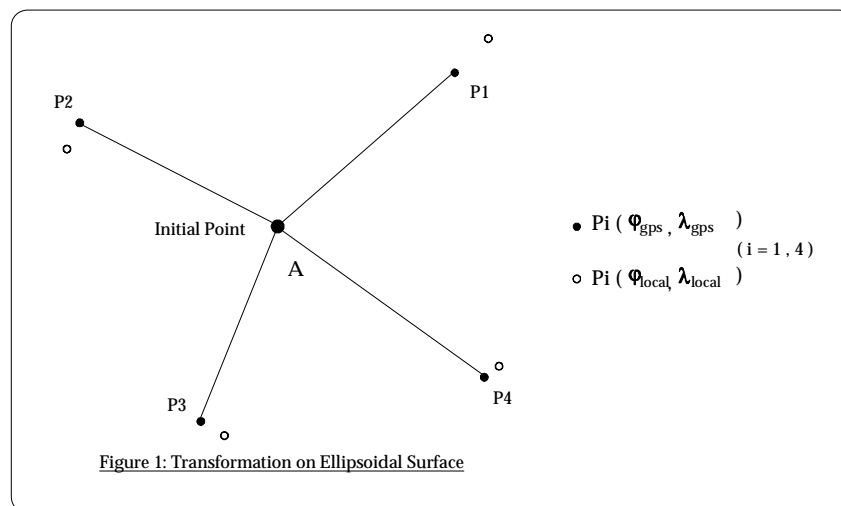 P1
P2
Initial Point
A
P3
P4
Pi ( φgps , λgps )
( i = 1 , 4 )
Pi ( φlocal, λlocal )
Figure 1: Transformation on Ellipsoidal Surface